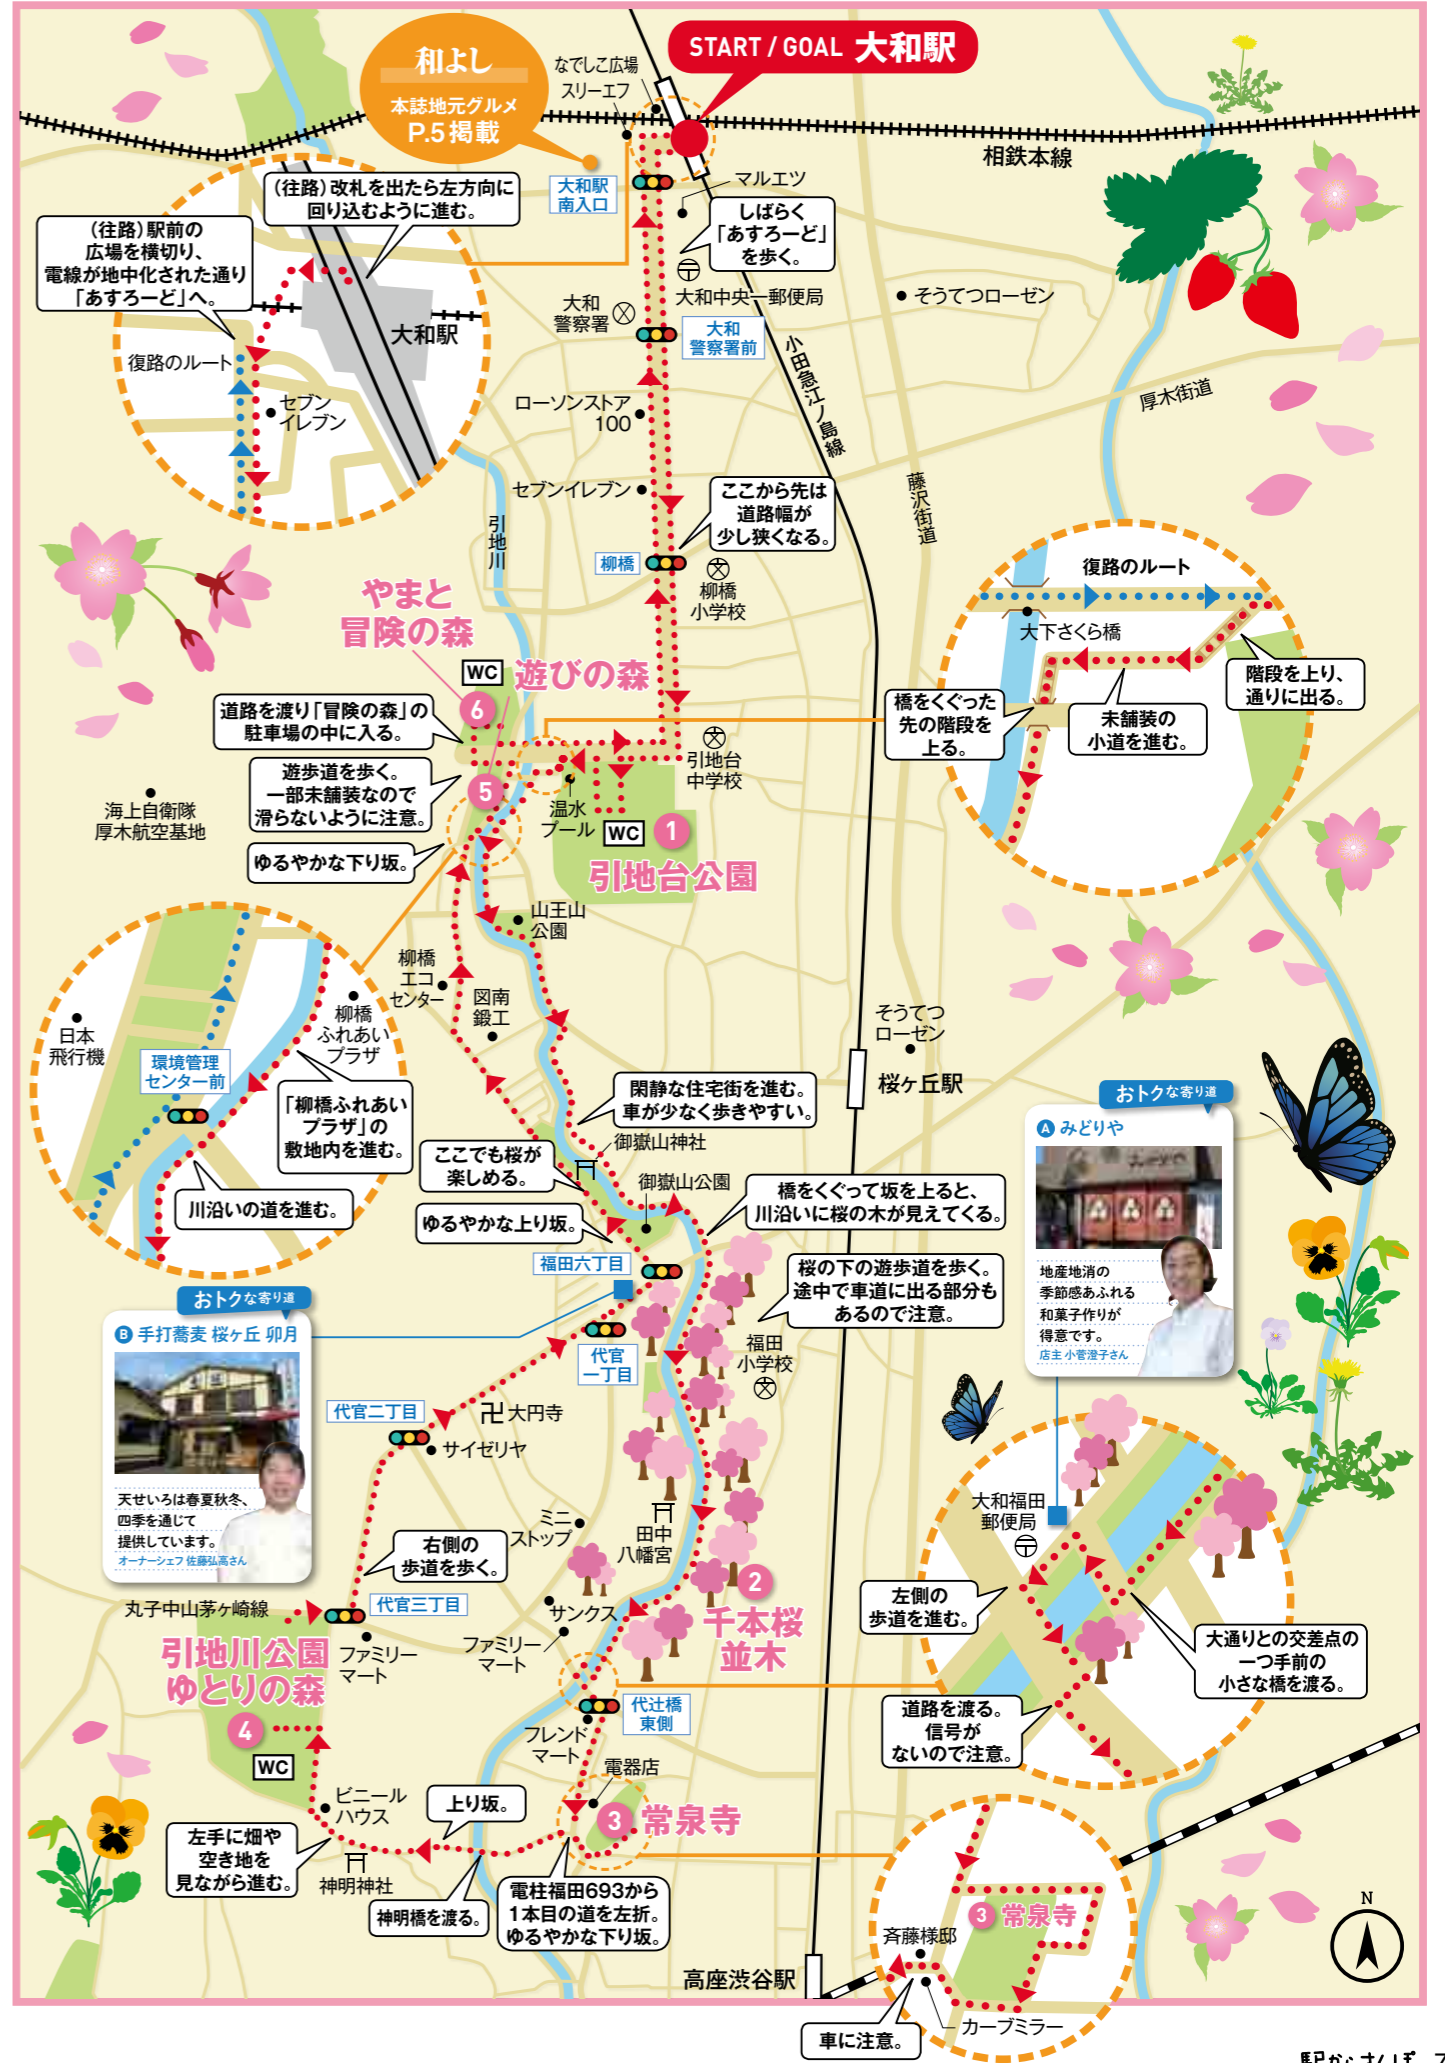 START / GOAL 大和駅
和よし
本誌地元グルメ
P.5掲載
なでしこ広場
スリーエフ
相鉄本線
大和駅
南入口
マルエツ
しばらく
「あすろーど」
を歩く。
(往路)改札を出たら左方向に
回り込むように進む。
(往路)駅前の
広場を横切り、
電線が地中化された通り
「あすろーど」へ。
大和駅
復路のルート
セブン
イレブン
大和中央一郵便局
そうてつローゼン
大和
警察署
大和
警察署前
小田急江ノ島線
厚木街道
ローソンストア
100
藤沢街道
セブンイレブン
ここから先は
道路幅が
少し狭くなる。
引地川
柳橋
柳橋
小学校
やまと
冒険の森
WC
遊びの森
6
道路を渡り「冒険の森」の
駐車場の中に入る。
遊歩道を歩く。
一部未舗装なので
滑らないように注意。
5
ゆるやかな下り坂。
海上自衛隊
厚木航空基地
引地台
中学校
温水
プール
WC
1
引地台公園
復路のルート
大下さくら橋
階段を上り、
通りに出る。
橋をくぐった
先の階段を
上る。
未舗装の
小道を進む。
山王山
公園
柳橋
エコ
センター
図南
鍛工
日本
飛行機
柳橋
ふれあい
プラザ
環境管理
センター前
「柳橋ふれあい
プラザ」の
敷地内を進む。
川沿いの道を進む。
そうてつ
ローゼン
桜ヶ丘駅
閑静な住宅街を進む。
車が少なく歩きやすい。
御嶽山神社
ここでも桜が
楽しめる。
御嶽山公園
ゆるやかな上り坂。
橋をくぐって坂を上ると、
川沿いに桜の木が見えてくる。
桜の下の遊歩道を歩く。
途中で車道に出る部分も
あるので注意。
福田六丁目
代官
一丁目
福田
小学校
おトクな寄り道
A みどりや
地産地消の
季節感あふれる
和菓子作りが
得意です。
店主 小菅澄子さん
おトクな寄り道
B 手打蕎麦 桜ヶ丘 卯月
天せいろは春夏秋冬、
四季を通じて
提供しています。
オーナーシェフ 佐藤弘高さん
代官二丁目
大円寺
サイゼリヤ
ミニ
ストップ
田中
八幡宮
右側の
歩道を歩く。
2
千本桜
並木
サンクス
ファミリー
マート
丸子中山茅ヶ崎線
代官三丁目
ファミリー
マート
引地川公園
ゆとりの森
4
WC
代辻橋
東側
フレンド
マート
電器店
3 常泉寺
大和福田
郵便局
左側の
歩道を進む。
大通りとの交差点の
一つ手前の
小さな橋を渡る。
道路を渡る。
信号が
ないので注意。
ビニール
ハウス
上り坂。
左手に畑や
空き地を
見ながら進む。
神明神社
神明橋を渡る。
電柱福田693から
1本目の道を左折。
ゆるやかな下り坂。
高座渋谷駅
3 常泉寺
斉藤様邸
カーブミラー
車に注意。
N